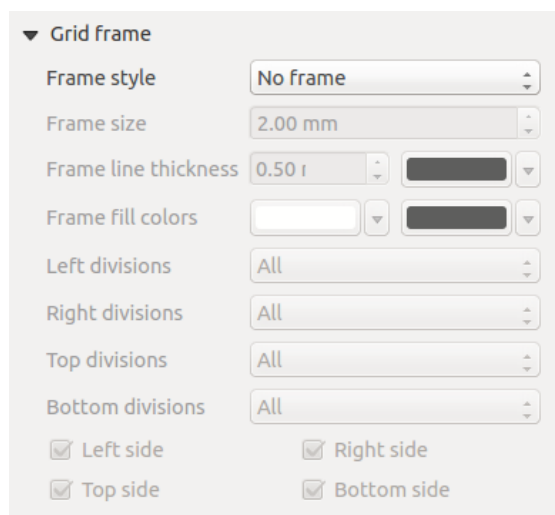 Grid frame
Frame style No frame
Frame size 2.00 mm
Frame line thickness 0.50 r
Frame fill colors
Left divisions All
Right divisions All
Top divisions All
Bottom divisions All
Left side Right side
Top side Bottom side